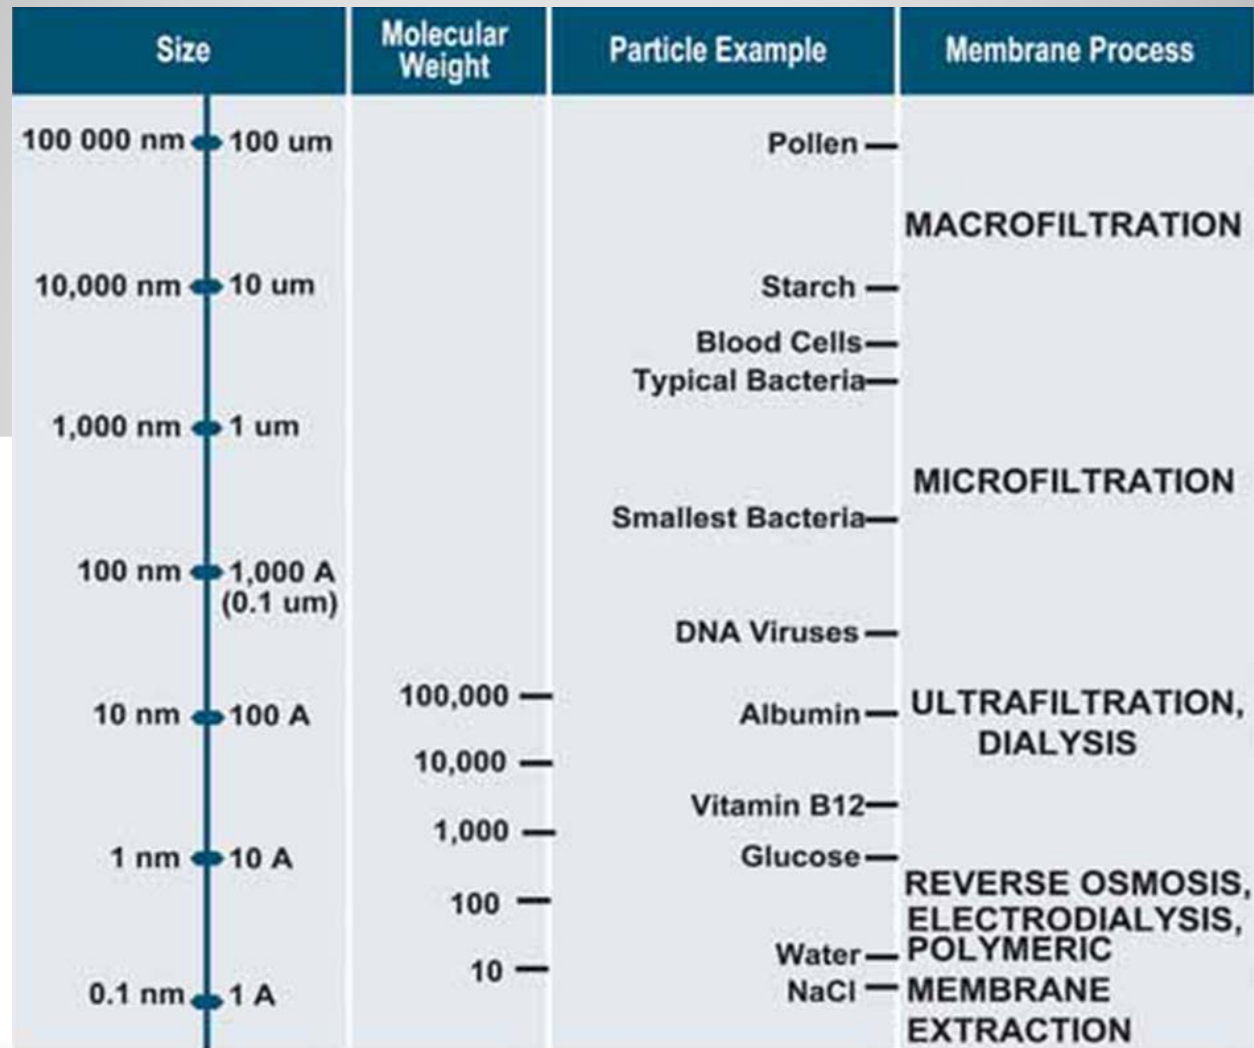 Size
Molecular
Weight
Particle Example
Membrane Process
100 000 nm 100 um
Pollen
MACROFILTRATION
10,000 nm 10 um
Starch
Blood Cells
Typical Bacteria
1,000 nm 1 um
MICROFILTRATION
Smallest Bacteria
100 nm 1,000 A
(0.1 um)
DNA Viruses
100,000
10 nm 100 A
Albumin
ULTRAFILTRATION,
DIALYSIS
10,000
Vitamin B12
1,000
1 nm 10 A
Glucose
REVERSE OSMOSIS,
ELECTRODIALYSIS,
POLYMERIC
MEMBRANE
EXTRACTION
100
Water
10
NaCl
0.1 nm 1 A